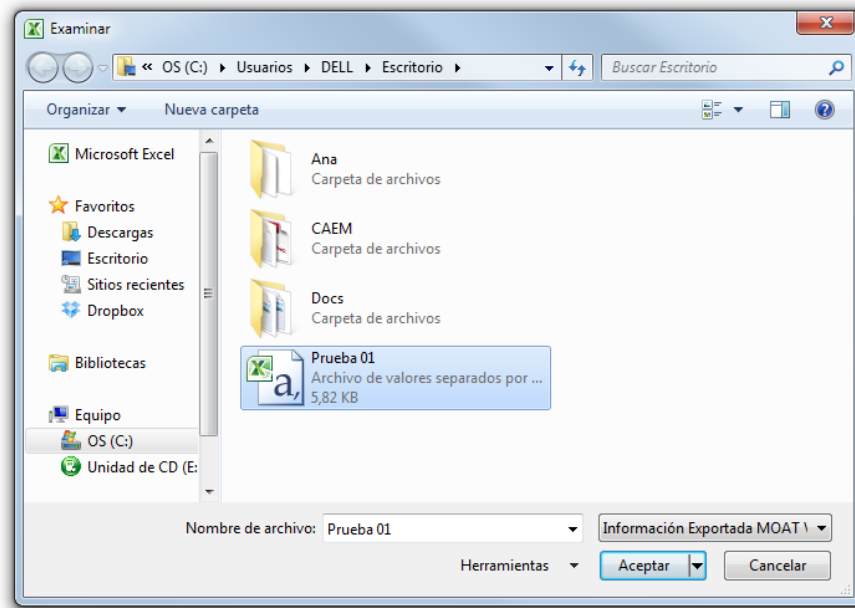 Examinar
« OS (C:) ▸ Usuarios ▸ DELL ▸ Escritorio ▸
Buscar Escritorio
Organizar
Nueva carpeta
Microsoft Excel
Favoritos
Descargas
Escritorio
Sitios recientes
Dropbox
Bibliotecas
Equipo
OS (C:)
Unidad de CD (E:
Ana
Carpeta de archivos
CAEM
Carpeta de archivos
Docs
Carpeta de archivos
Prueba 01
Archivo de valores separados por ...
5,82 KB
Nombre de archivo: Prueba 01
Información Exportada MOAT
Herramientas
Aceptar
Cancelar